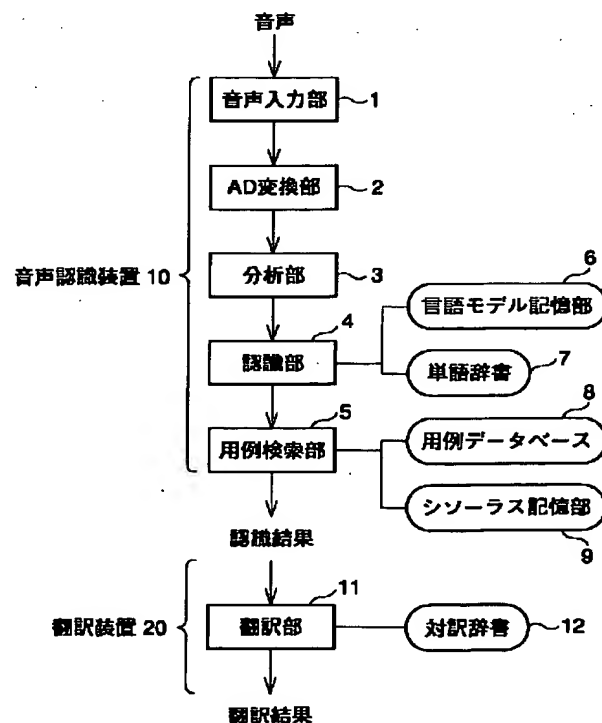 音声
音声入力部 1
AD変換部 2
音声認識装置 10
分析部 3
6
言語モデル記憶部
4
認識部
単語辞書 7
5
8
用例検索部
用例データベース
シソーラス記憶部
9
認識結果
11
翻訳装置 20
翻訳部
対訳辞書 12
翻訳結果